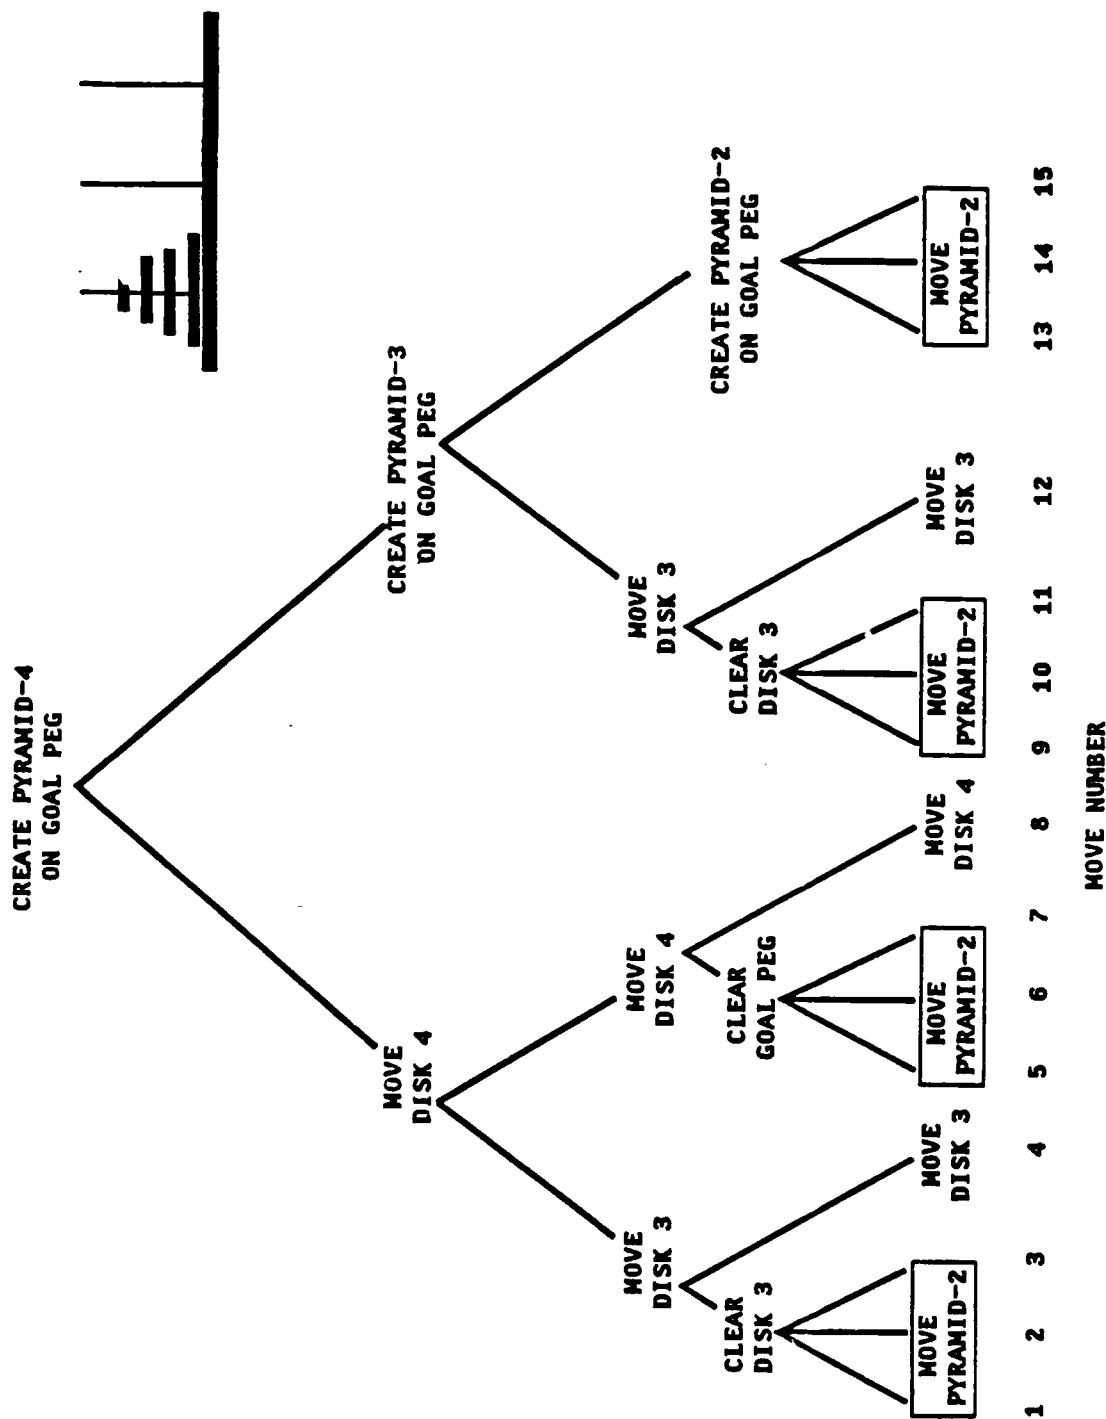 CREATE PYRAMID-4
ON GOAL PEG
MOVE
DISK 4
CREATE PYRAMID-3
ON GOAL PEG
MOVE
DISK 3
MOVE
DISK 4
MOVE
DISK 3
CREATE PYRAMID-2
ON GOAL PEG
CLEAR
DISK 3
CLEAR
GOAL PEG
CLEAR
DISK 3
MOVE
PYRAMID-2
MOVE
DISK 3
MOVE
PYRAMID-2
MOVE
DISK 4
MOVE
PYRAMID-2
MOVE
DISK 3
MOVE
PYRAMID-2
1 2 3 4 5 6 7 8 9 10 11 12 13 14 15
MOVE NUMBER